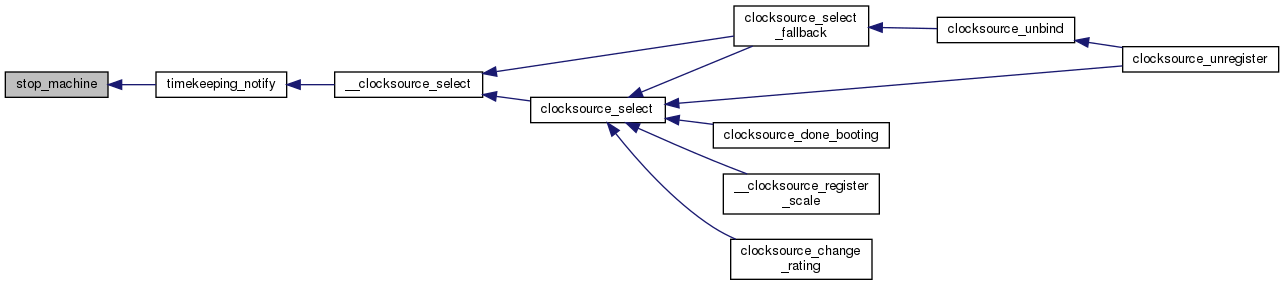 stop_machine
timekeeping_notify
__clocksource_select
clocksource_select
_fallback
clocksource_select
clocksource_unbind
clocksource_unregister
clocksource_done_booting
__clocksource_register
_scale
clocksource_change
_rating